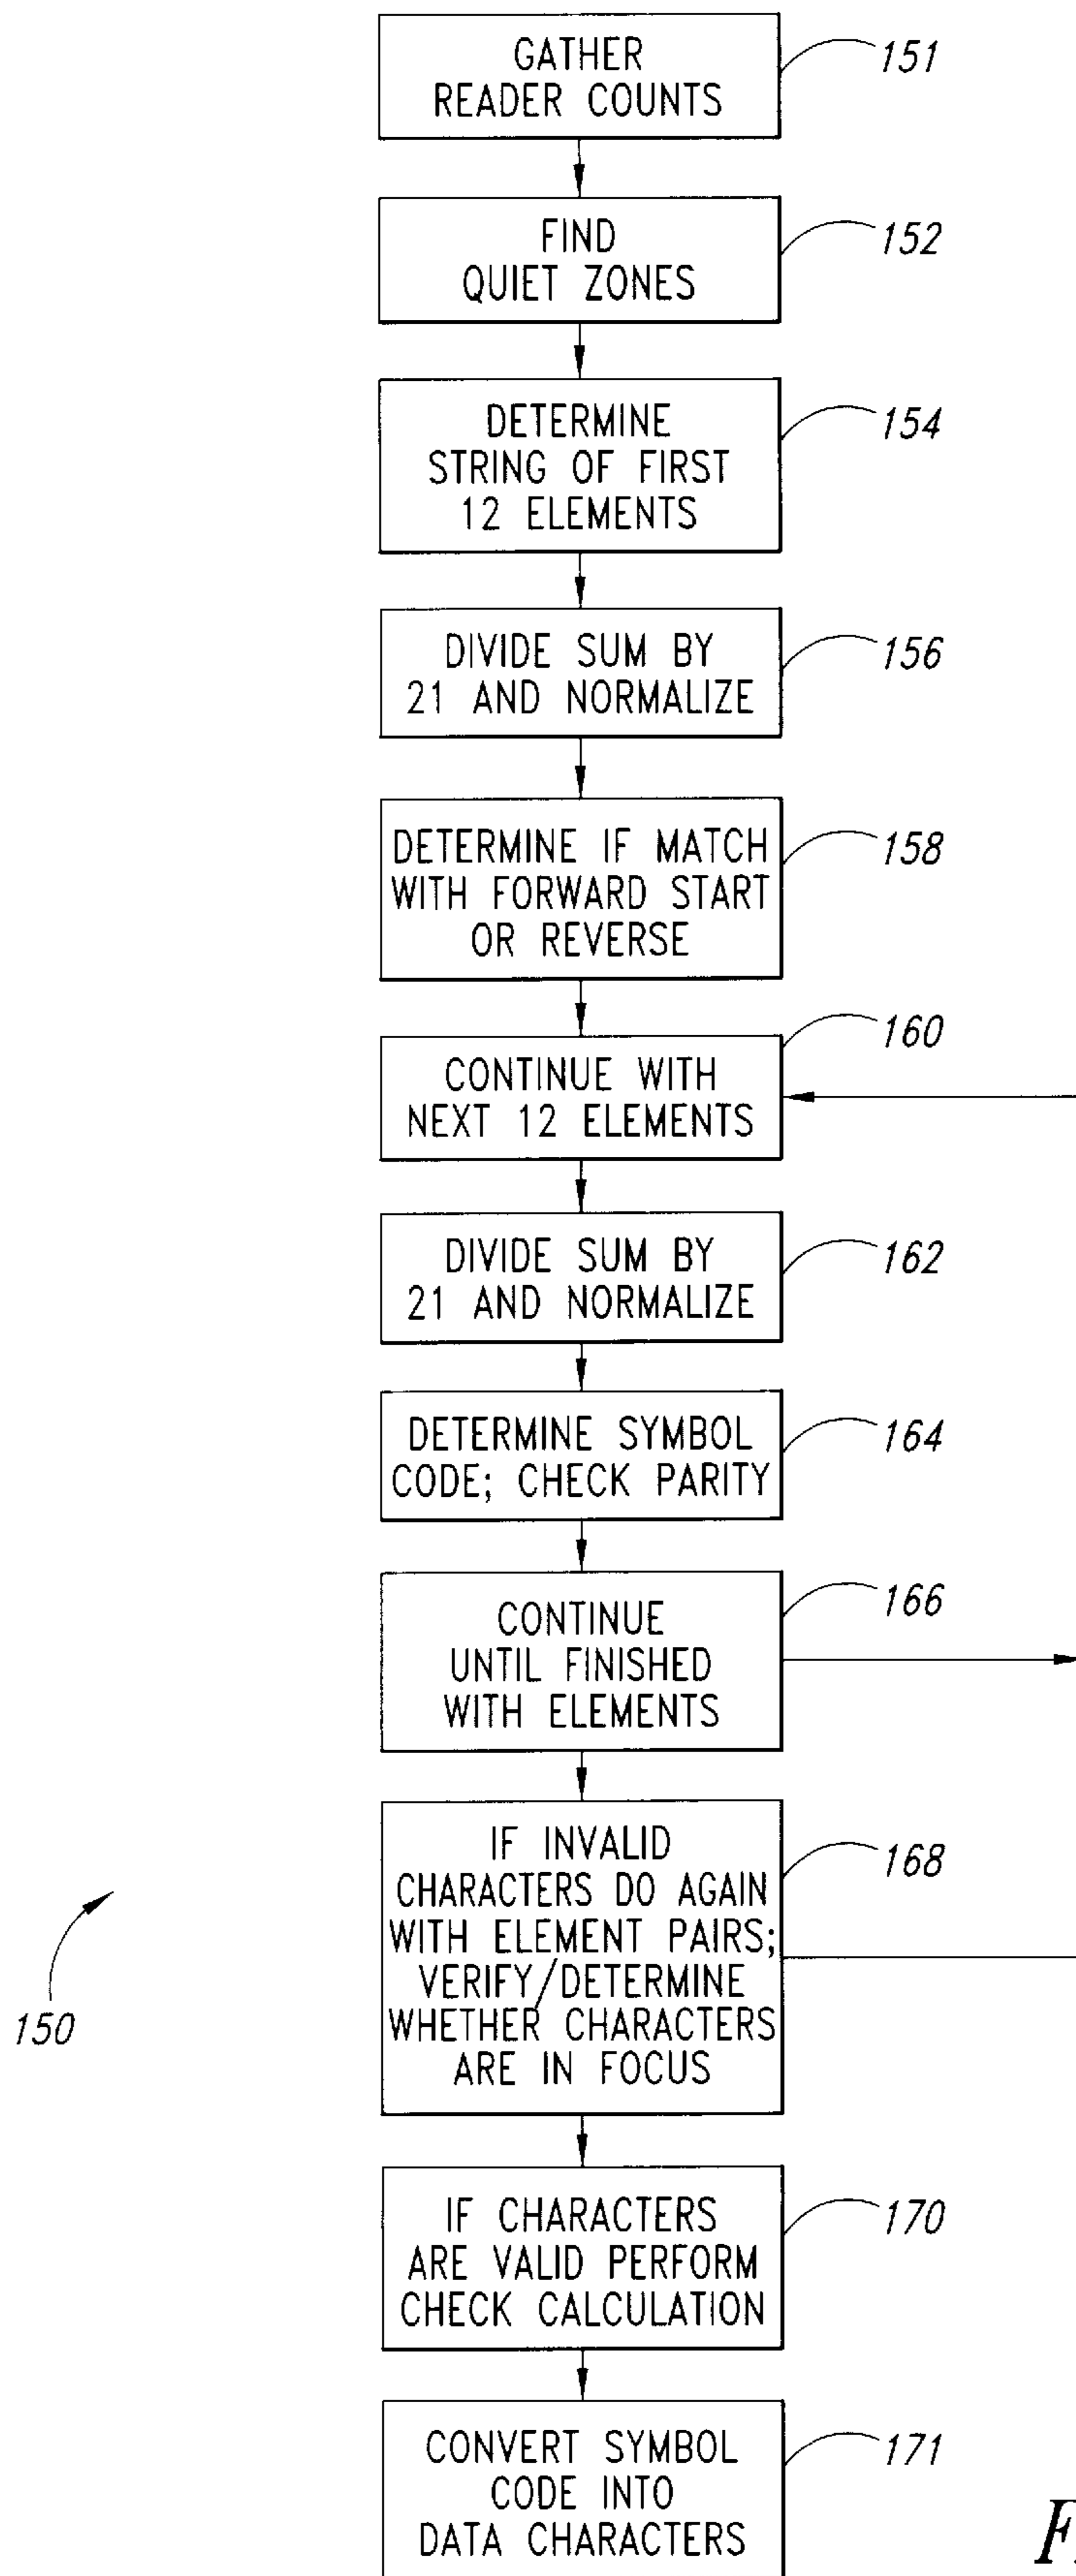 GATHER
READER COUNTS
151
FIND
QUIET ZONES
152
DETERMINE
STRING OF FIRST
12 ELEMENTS
154
DIVIDE SUM BY
21 AND NORMALIZE
156
DETERMINE IF MATCH
WITH FORWARD START
OR REVERSE
158
CONTINUE WITH
NEXT 12 ELEMENTS
160
DIVIDE SUM BY
21 AND NORMALIZE
162
DETERMINE SYMBOL
CODE; CHECK PARITY
164
CONTINUE
UNTIL FINISHED
WITH ELEMENTS
166
IF INVALID
CHARACTERS DO AGAIN
WITH ELEMENT PAIRS;
VERIFY/DETERMINE
WHETHER CHARACTERS
ARE IN FOCUS
168
150
IF CHARACTERS
ARE VALID PERFORM
CHECK CALCULATION
170
CONVERT SYMBOL
CODE INTO
DATA CHARACTERS
171